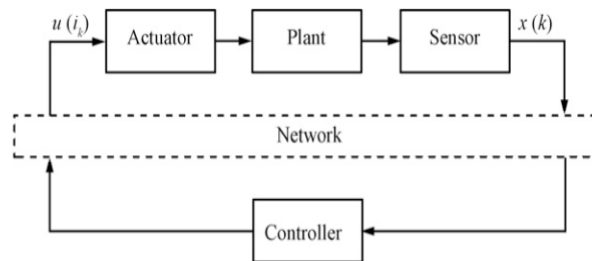 u (i_k) Actuator Plant Sensor x (k)
Network
Controller